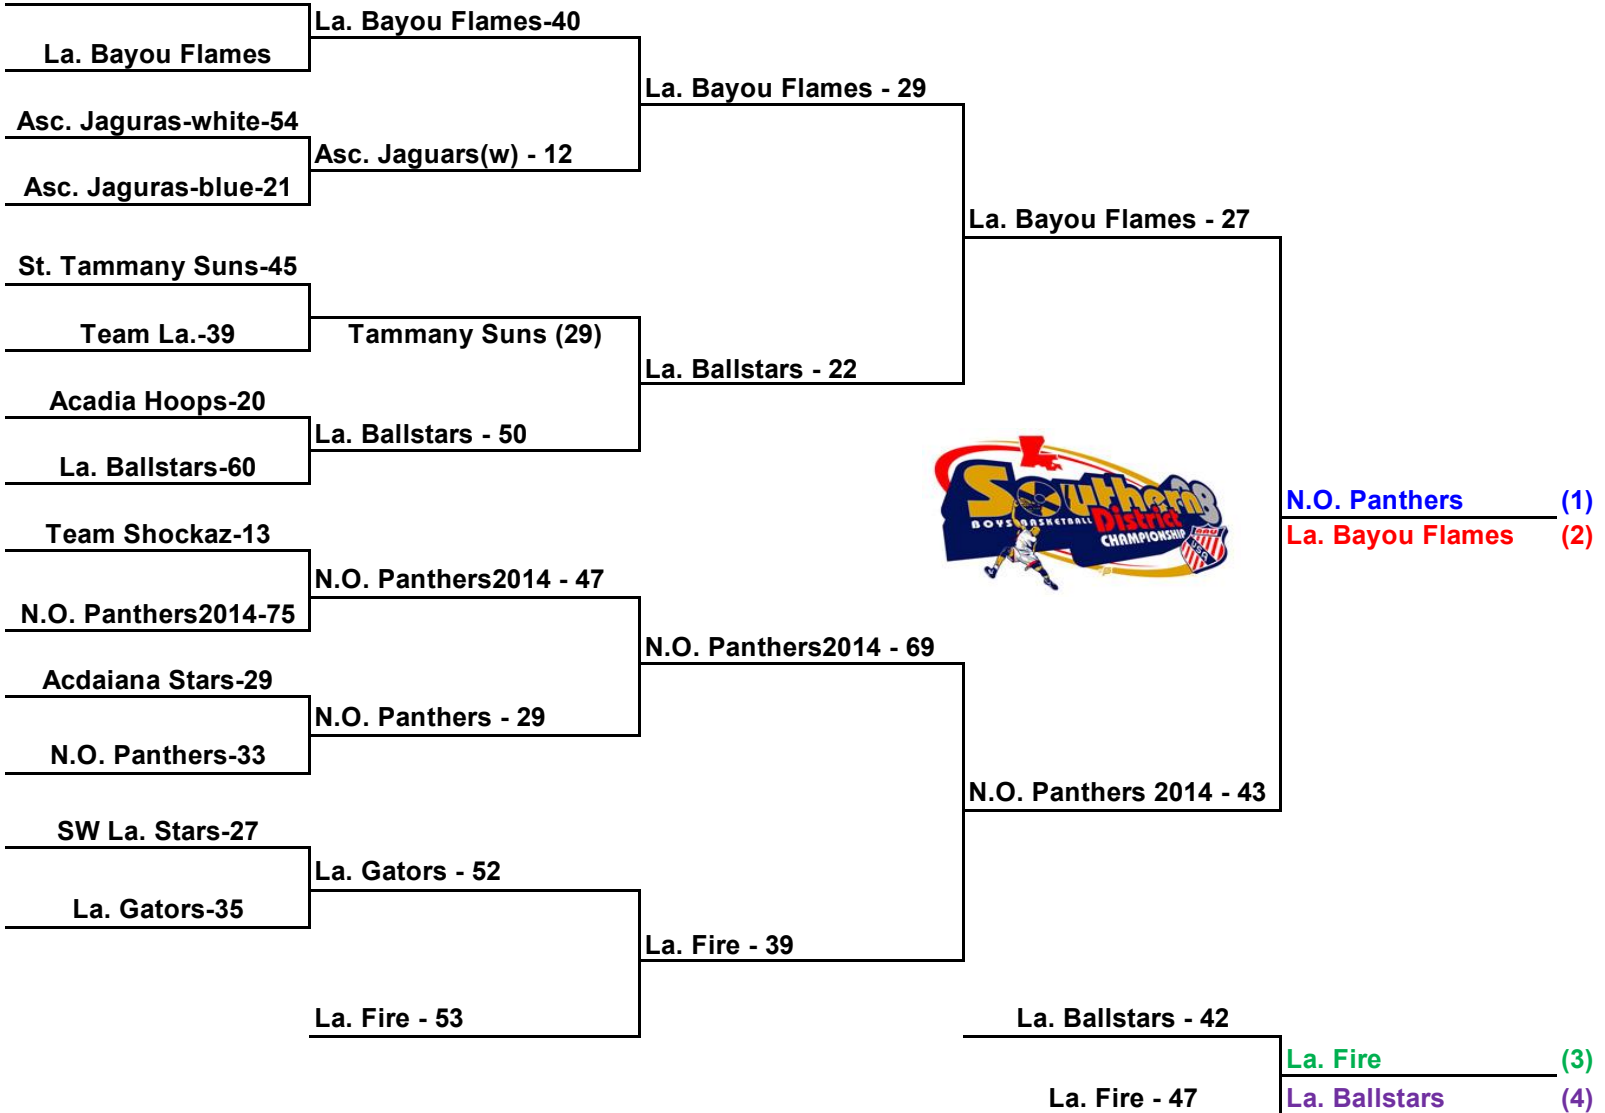 La. Bayou Flames-40
La. Bayou Flames
La. Bayou Flames - 29
Asc. Jaguras-white-54
Asc. Jaguars(w) - 12
Asc. Jaguras-blue-21
La. Bayou Flames - 27
St. Tammany Suns-45
Team La.-39
Tammany Suns (29)
La. Ballstars - 22
Acadia Hoops-20
La. Ballstars - 50
La. Ballstars-60
Southern
BOYS BASKETBALL
District
CHAMPIONSHIP
AAU
USA
N.O. Panthers (1)
La. Bayou Flames (2)
Team Shockaz-13
N.O. Panthers2014 - 47
N.O. Panthers2014-75
N.O. Panthers2014 - 69
Acdaiana Stars-29
N.O. Panthers - 29
N.O. Panthers-33
N.O. Panthers 2014 - 43
SW La. Stars-27
La. Gators - 52
La. Gators-35
La. Fire - 39
La. Fire - 53
La. Ballstars - 42
La. Fire (3)
La. Fire - 47
La. Ballstars (4)